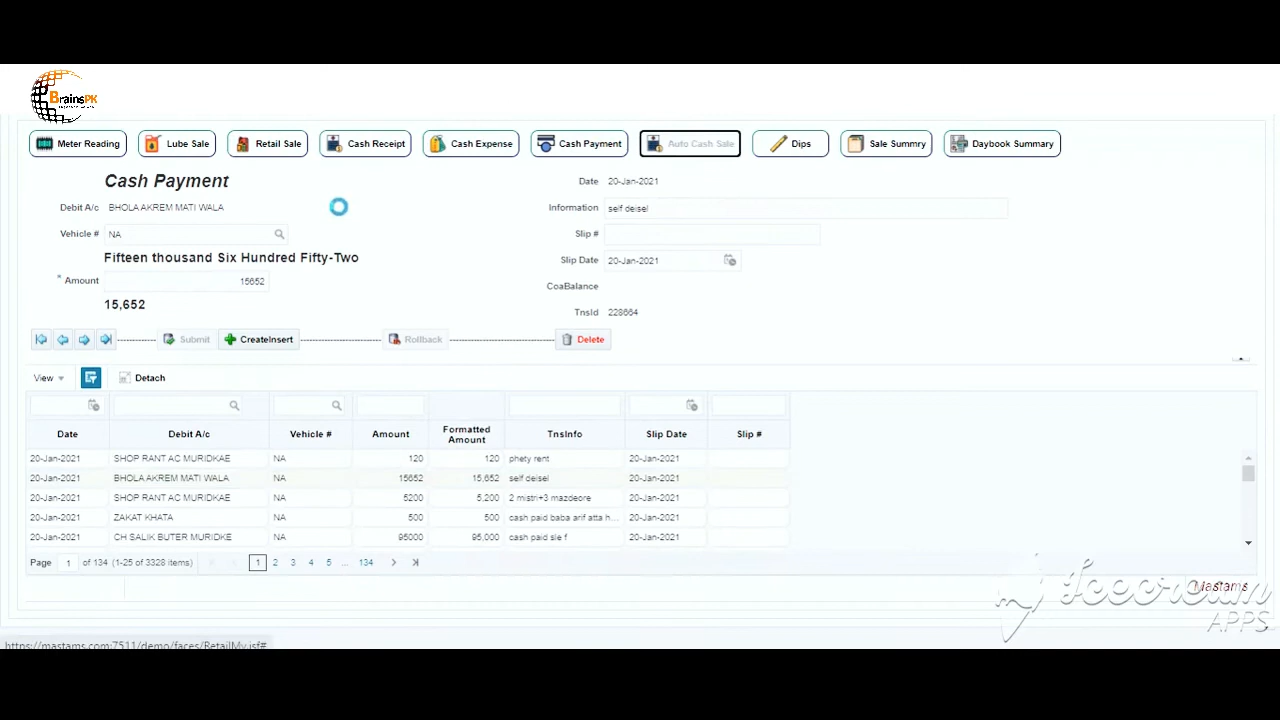 BrainsPK
Meter Reading Lube Sale Retail Sale Cash Receipt Cash Expense Cash Payment Auto Cash Sale Dips Sale Summry Daybook Summary
Cash Payment
Date 20-Jan-2021
Debit A/c BHOLA AKREM MATI WALA
Information self deisel
Vehicle # NA
Slip #
Fifteen thousand Six Hundred Fifty-Two
Slip Date 20-Jan-2021
* Amount 15652
CoaBalance
15,652
TnsId 228664
Submit CreateInsert Rollback Delete
View Detach
Date Debit A/c Vehicle # Amount Formatted Amount TnsInfo Slip Date Slip #
20-Jan-2021 SHOP RANT AC MURIDKAE NA 120 120 phety rent 20-Jan-2021
20-Jan-2021 BHOLA AKREM MATI WALA NA 15652 15,652 self deisel 20-Jan-2021
20-Jan-2021 SHOP RANT AC MURIDKAE NA 5200 5,200 2 mistri+3 mazdeore 20-Jan-2021
20-Jan-2021 ZAKAT KHATA NA 500 500 cash paid baba arif atta h... 20-Jan-2021
20-Jan-2021 CH SALIK BUTER MURIDKE NA 95000 95,000 cash paid sle f 20-Jan-2021
Page 1 of 134 (1-25 of 3328 items) 1 2 3 4 5 ... 134
Mastams
Icecream
APPS
https://mastams.com:7511/demo/faces/RetailMv.jsf#